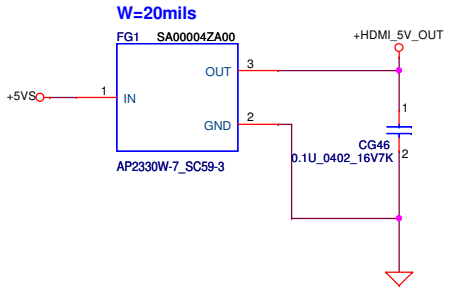 W=20mils
FG1 SA00004ZA00
+HDMI_5V_OUT
OUT 3
+5VS 1 IN
GND 2
1
CG46
0.1U_0402_16V7K 2
AP2330W-7_SC59-3